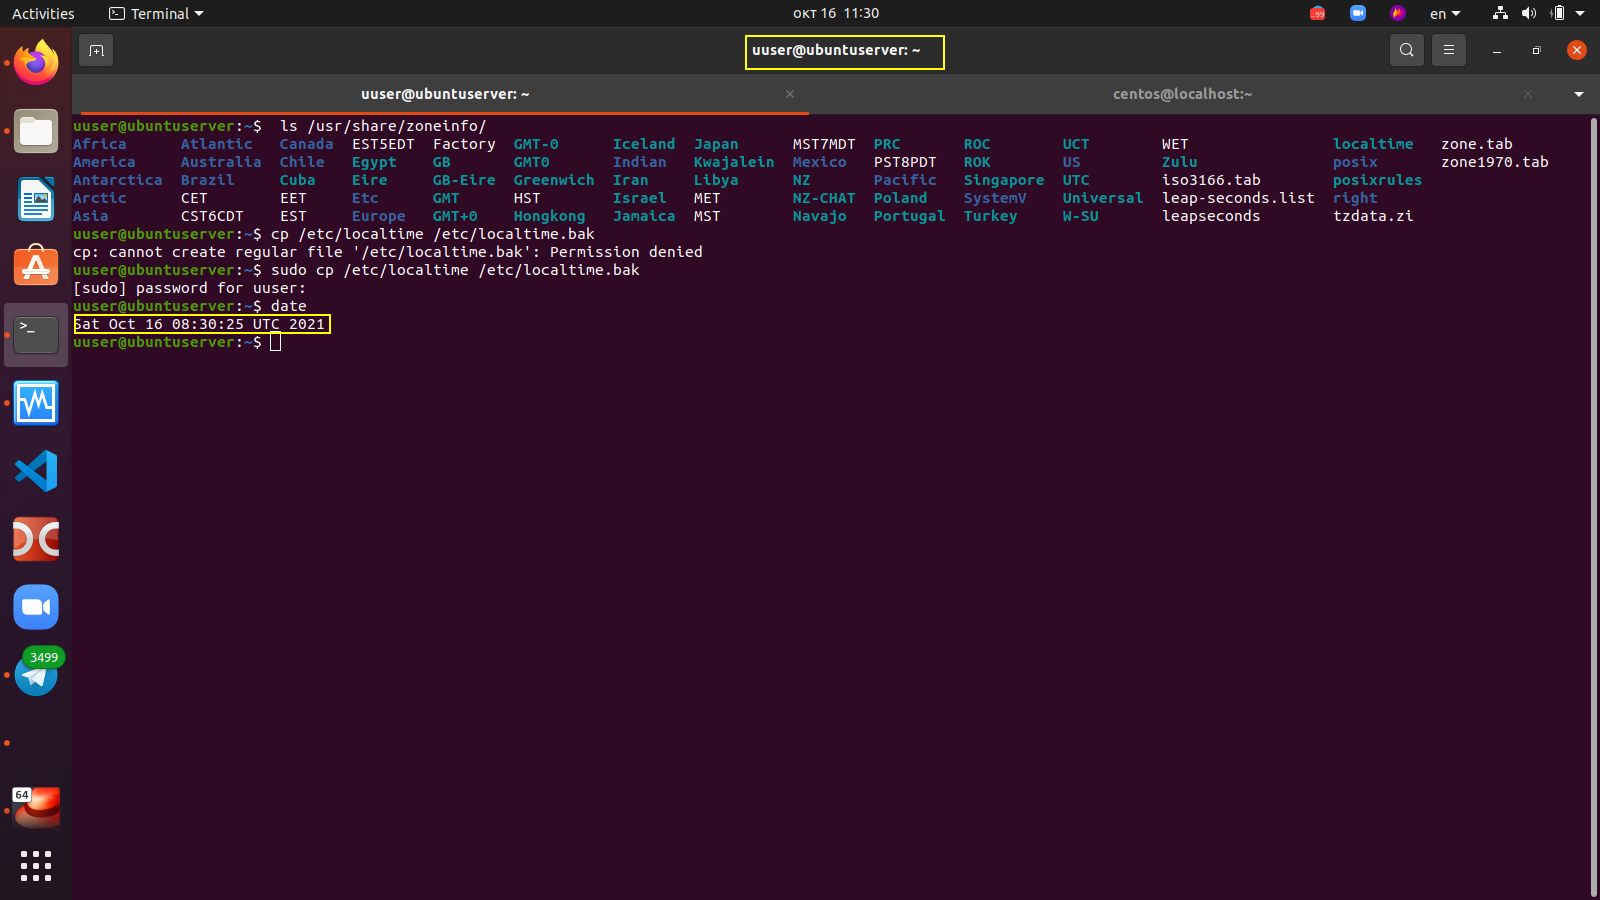 Activities Terminal окт 16 11:30 en
uuser@ubuntuserver: ~
uuser@ubuntuserver: ~ centos@localhost:~
uuser@ubuntuserver:~$  ls /usr/share/zoneinfo/
Africa Atlantic Canada EST5EDT Factory GMT-0 Iceland Japan MST7MDT PRC ROC UCT WET localtime zone.tab
America Australia Chile Egypt GB GMT0 Indian Kwajalein Mexico PST8PDT ROK US Zulu posix zone1970.tab
Antarctica Brazil Cuba Eire GB-Eire Greenwich Iran Libya NZ Pacific Singapore UTC iso3166.tab posixrules
Arctic CET EET Etc GMT HST Israel MET NZ-CHAT Poland SystemV Universal leap-seconds.list right
Asia CST6CDT EST Europe GMT+0 Hongkong Jamaica MST Navajo Portugal Turkey W-SU leapseconds tzdata.zi
uuser@ubuntuserver:~$ cp /etc/localtime /etc/localtime.bak
cp: cannot create regular file '/etc/localtime.bak': Permission denied
uuser@ubuntuserver:~$ sudo cp /etc/localtime /etc/localtime.bak
[sudo] password for uuser:
uuser@ubuntuserver:~$ date
Sat Oct 16 08:30:25 UTC 2021
uuser@ubuntuserver:~$
3499
64